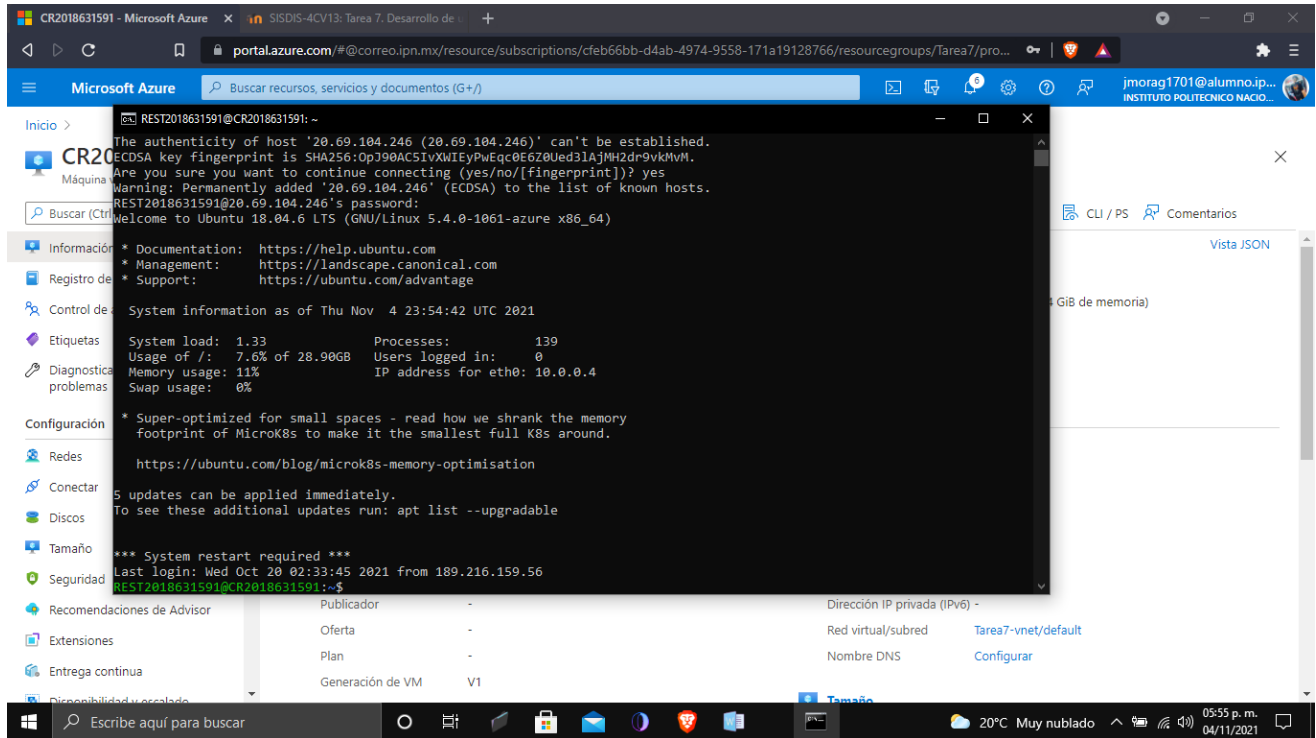 CR2018631591 - Microsoft Azure
SISDIS-4CV13: Tarea 7. Desarrollo de u
portal.azure.com/#@correo.ipn.mx/resource/subscriptions/cfeb66bb-d4ab-4974-9558-171a19128766/resourcegroups/Tarea7/pro...
Microsoft Azure
Buscar recursos, servicios y documentos (G+/)
6
jmorag1701@alumno.ip...
INSTITUTO POLITECNICO NACIO...
Inicio >
CR20
Máquina v
Buscar (Ctrl
CLI / PS
Comentarios
Vista JSON
4 GiB de memoria)
Información
Registro de
Control de a
Etiquetas
Diagnostica
problemas
Configuración
Redes
Conectar
Discos
Tamaño
Seguridad
Recomendaciones de Advisor
Extensiones
Entrega continua
Disponibilidad y escalado
REST2018631591@CR2018631591: ~
The authenticity of host '20.69.104.246 (20.69.104.246)' can't be established.
ECDSA key fingerprint is SHA256:OpJ90AC5IvXWIEyPwEqc0E6Z0Ued3lAjMH2dr9vkMvM.
Are you sure you want to continue connecting (yes/no/[fingerprint])? yes
Warning: Permanently added '20.69.104.246' (ECDSA) to the list of known hosts.
REST2018631591@20.69.104.246's password:
Welcome to Ubuntu 18.04.6 LTS (GNU/Linux 5.4.0-1061-azure x86_64)
* Documentation: https://help.ubuntu.com
* Management: https://landscape.canonical.com
* Support: https://ubuntu.com/advantage
System information as of Thu Nov 4 23:54:42 UTC 2021
System load: 1.33 Processes: 139
Usage of /: 7.6% of 28.90GB Users logged in: 0
Memory usage: 11% IP address for eth0: 10.0.0.4
Swap usage: 0%
* Super-optimized for small spaces - read how we shrank the memory
footprint of MicroK8s to make it the smallest full K8s around.
https://ubuntu.com/blog/microk8s-memory-optimisation
5 updates can be applied immediately.
To see these additional updates run: apt list --upgradable
*** System restart required ***
Last login: Wed Oct 20 02:33:45 2021 from 189.216.159.56
REST2018631591@CR2018631591:~$
Publicador -
Oferta -
Plan -
Generación de VM V1
Dirección IP privada (IPv6) -
Red virtual/subred Tarea7-vnet/default
Nombre DNS Configurar
Tamaño
Escribe aquí para buscar
20°C Muy nublado
05:55 p. m.
04/11/2021